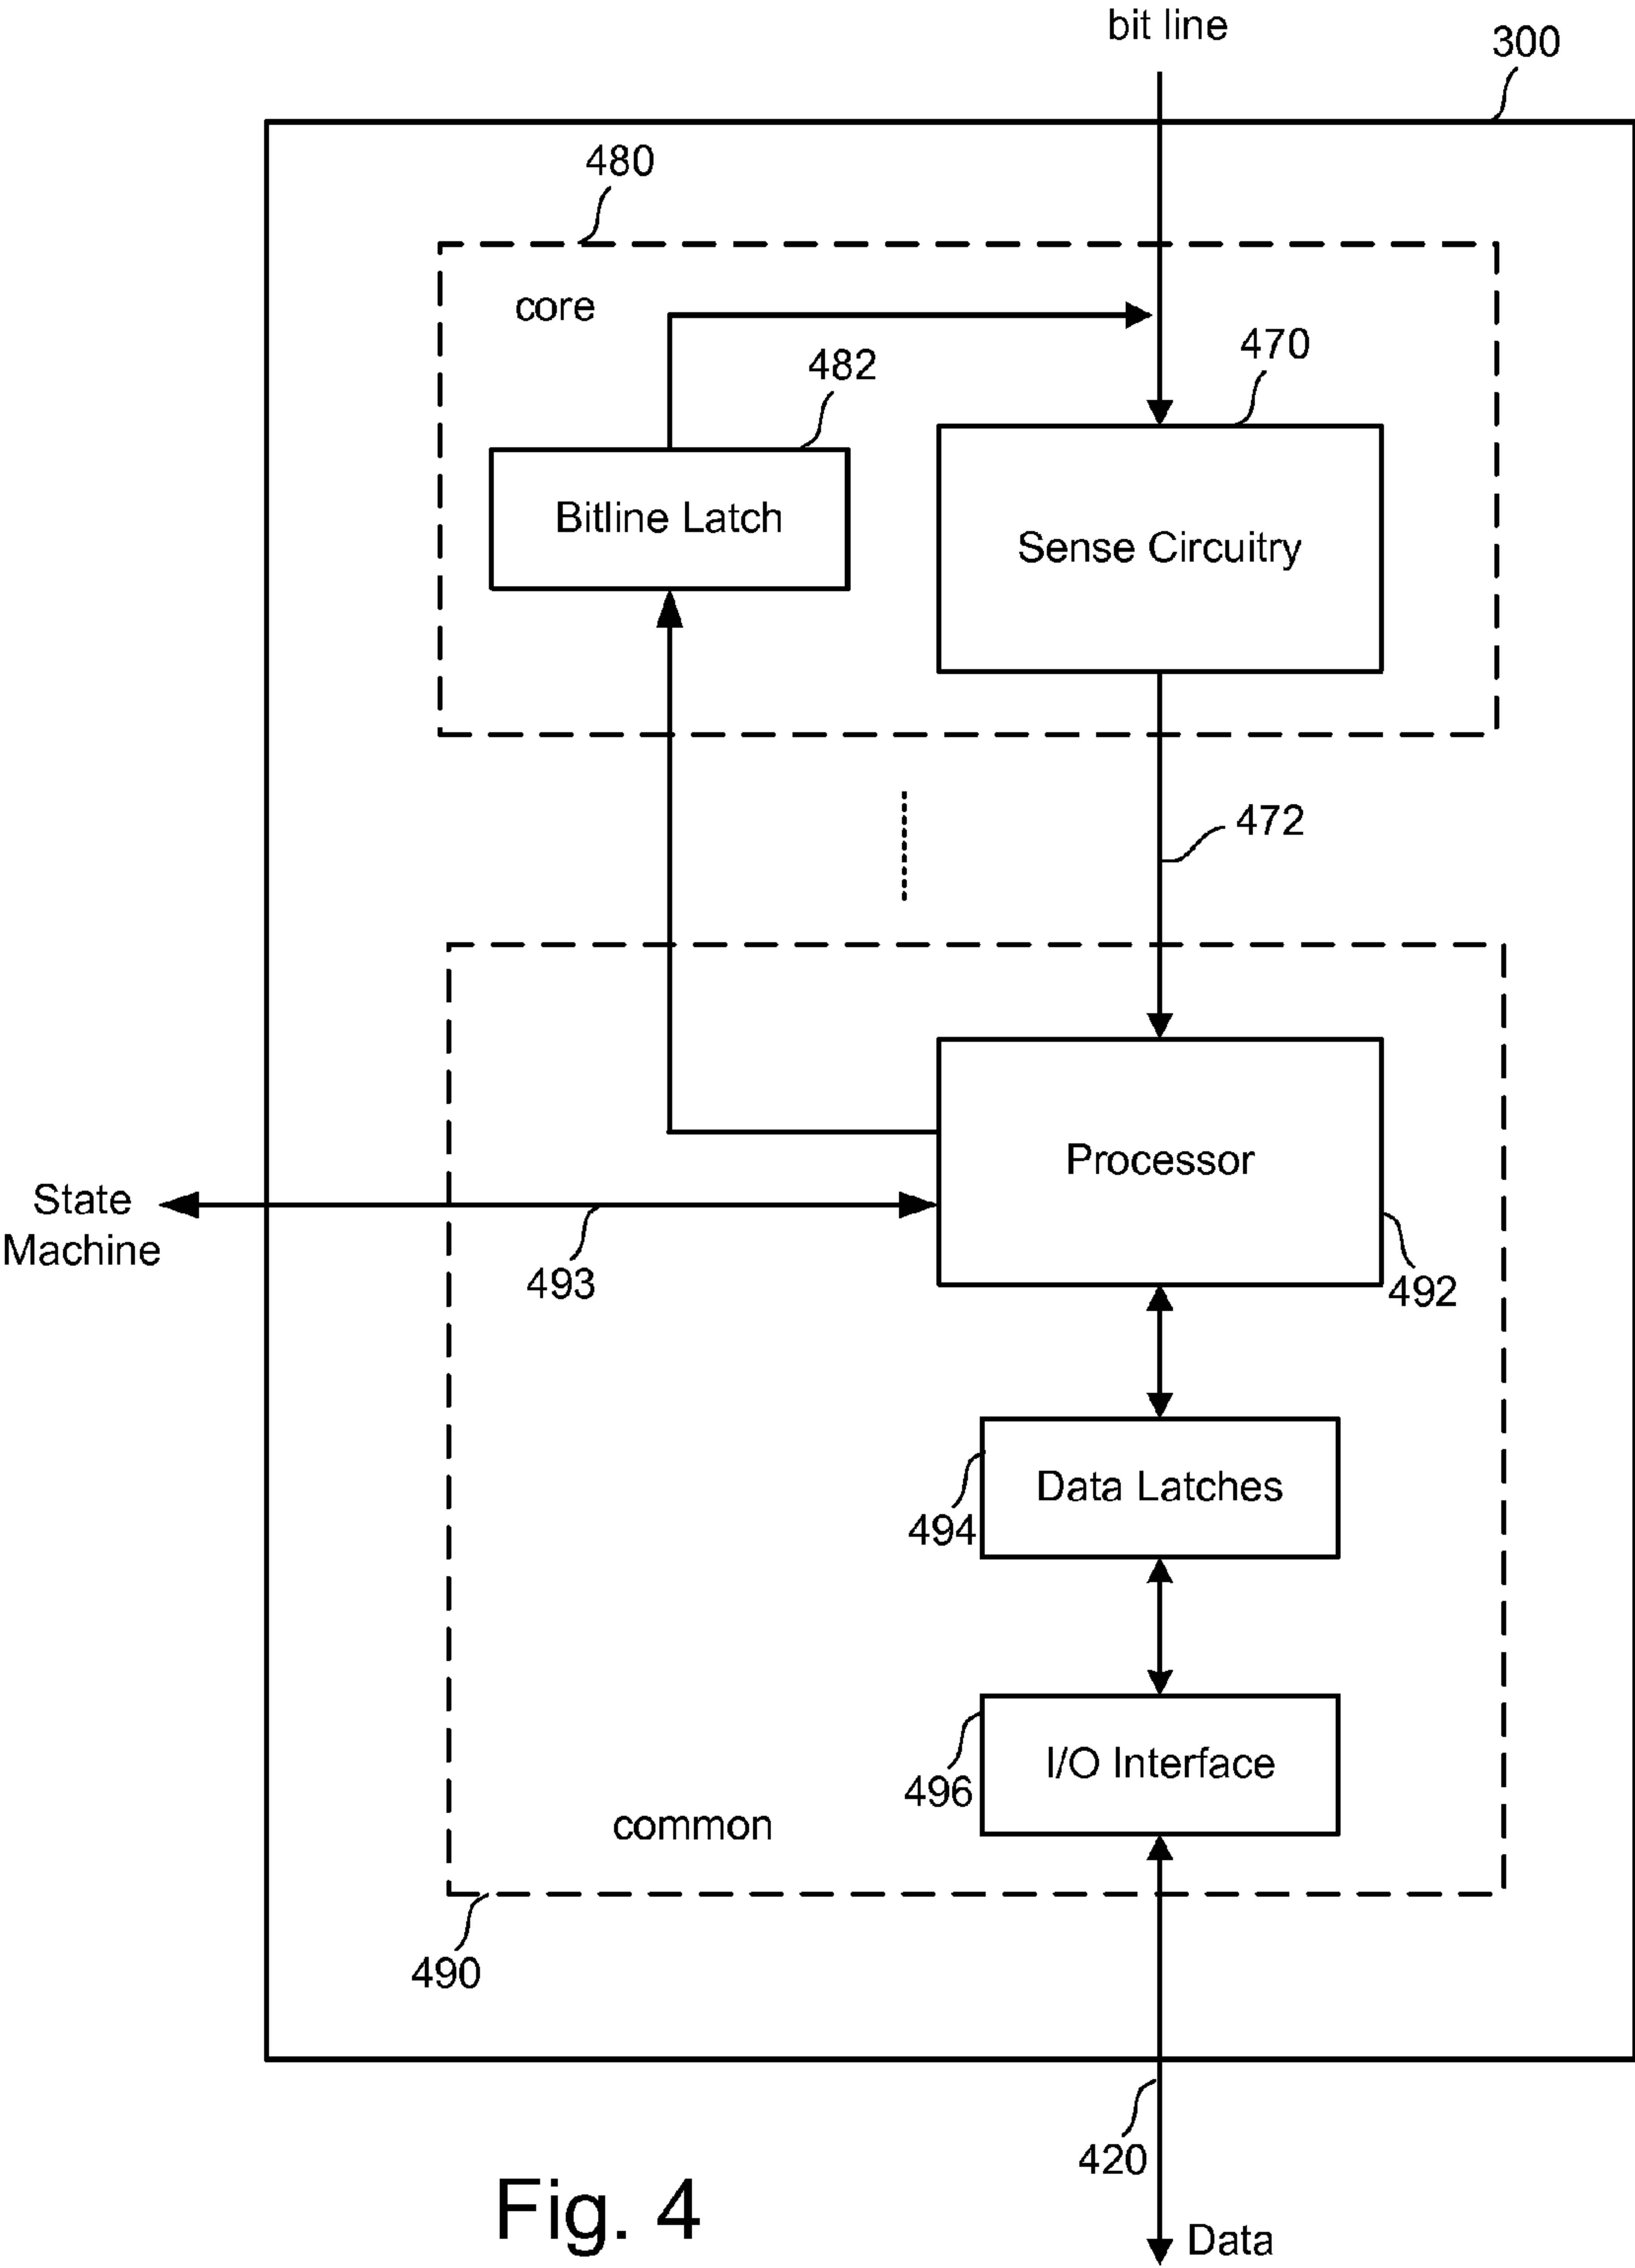 bit line
300
480
core
470
482
Bitline Latch
Sense Circuitry
472
Processor
State
Machine
493
492
Data Latches
494
I/O Interface
496
common
490
420
Fig. 4
Data